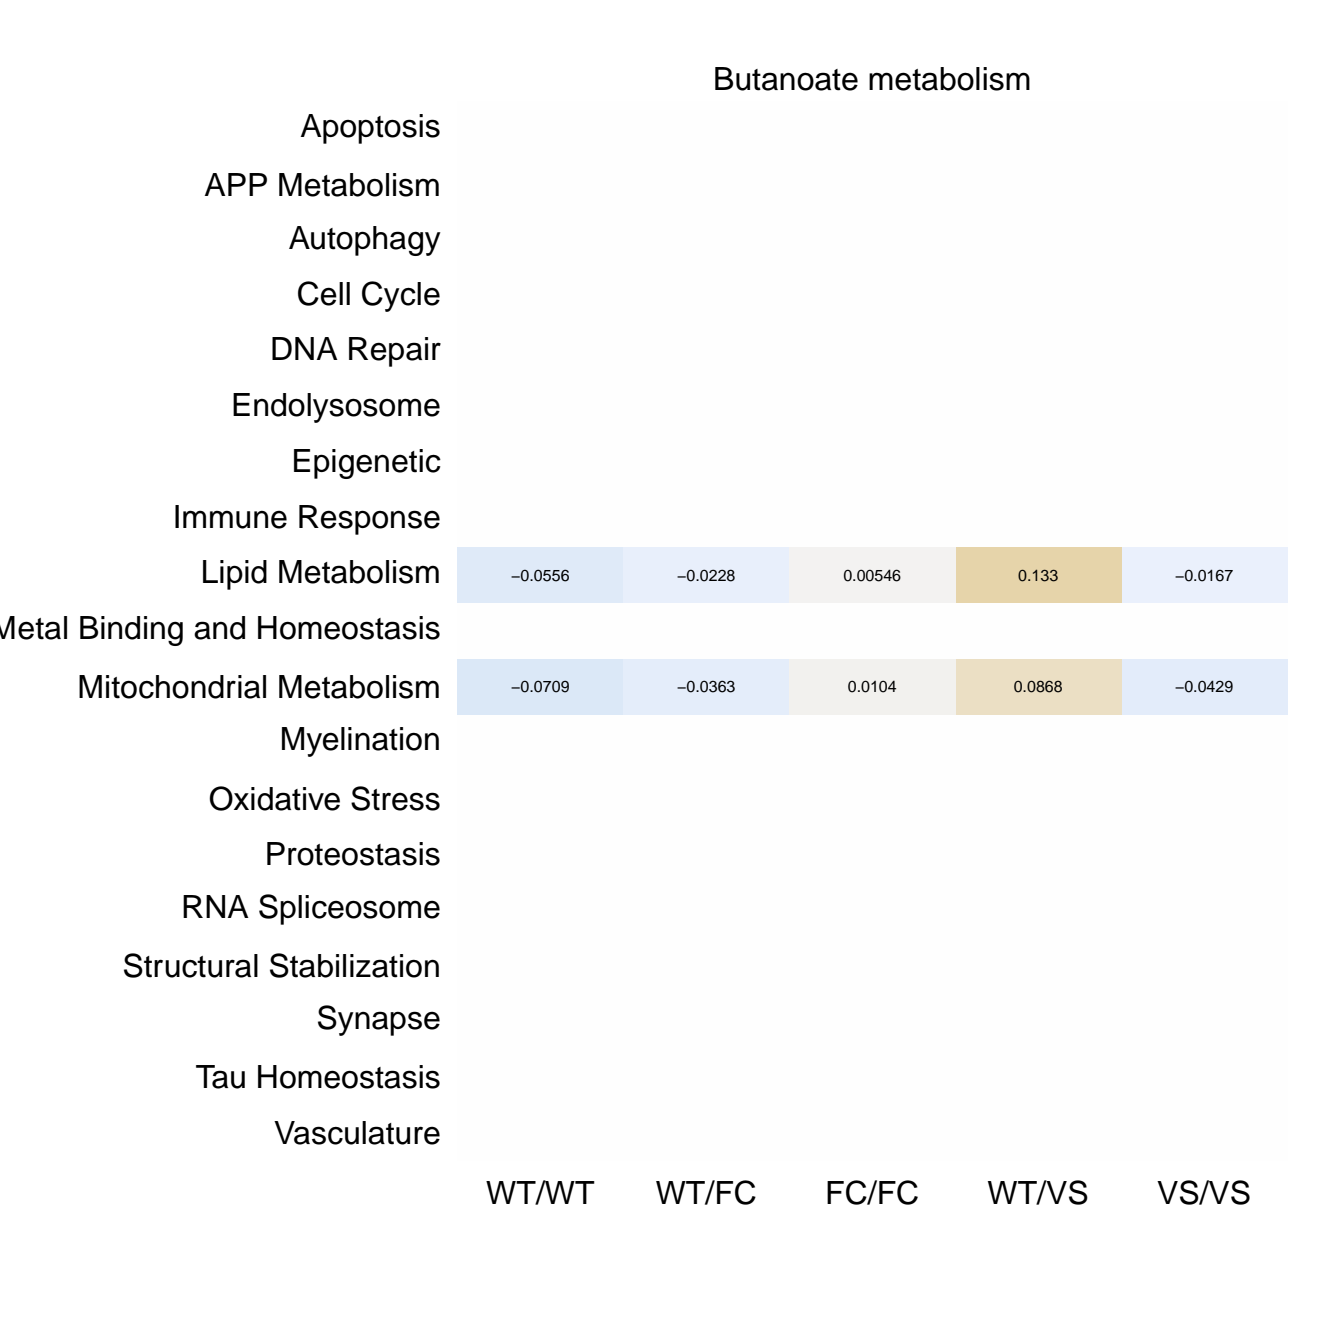 Butanoate metabolism
Apoptosis
APP Metabolism
Autophagy
Cell Cycle
DNA Repair
Endolysosome
Epigenetic
Immune Response
Lipid Metabolism −0.0556 −0.0228 0.00546 0.133 −0.0167
Metal Binding and Homeostasis
Mitochondrial Metabolism −0.0709 −0.0363 0.0104 0.0868 −0.0429
Myelination
Oxidative Stress
Proteostasis
RNA Spliceosome
Structural Stabilization
Synapse
Tau Homeostasis
Vasculature
WT/WT WT/FC FC/FC WT/VS VS/VS